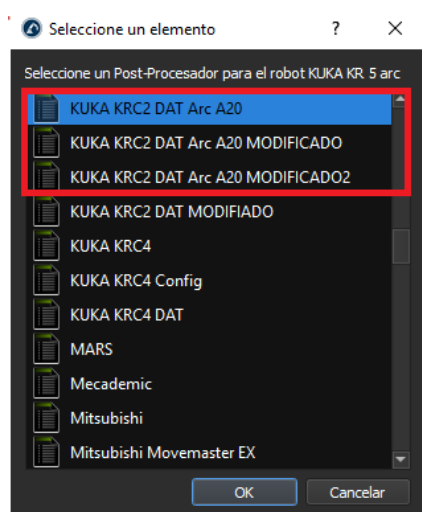 Seleccione un elemento
Seleccione un Post-Procesador para el robot KUKA KR 5 arc
KUKA KRC2 DAT Arc A20
KUKA KRC2 DAT Arc A20 MODIFICADO
KUKA KRC2 DAT Arc A20 MODIFICADO2
KUKA KRC2 DAT MODIFIADO
KUKA KRC4
KUKA KRC4 Config
KUKA KRC4 DAT
MARS
Mecademic
Mitsubishi
Mitsubishi Movemaster EX
OK Cancelar